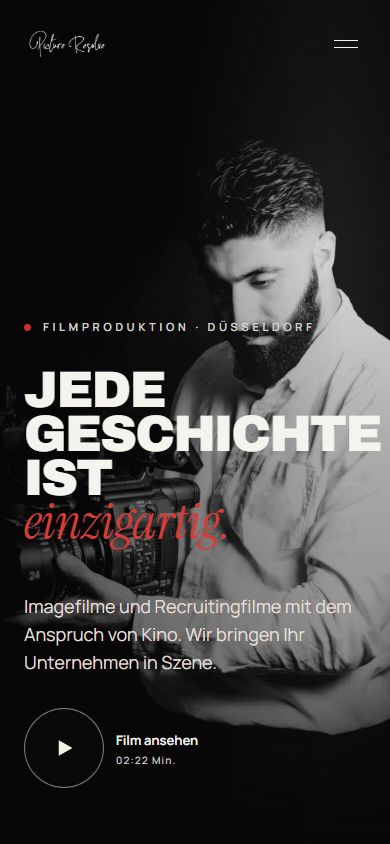 Picture Resolve
FILMPRODUKTION · DÜSSELDORF
JEDE
GESCHICHTE
IST
einzigartig.
24
Imagefilme und Recruitingfilme mit dem
Anspruch von Kino. Wir bringen Ihr
Unternehmen in Szene.
Film ansehen
02:22 Min.